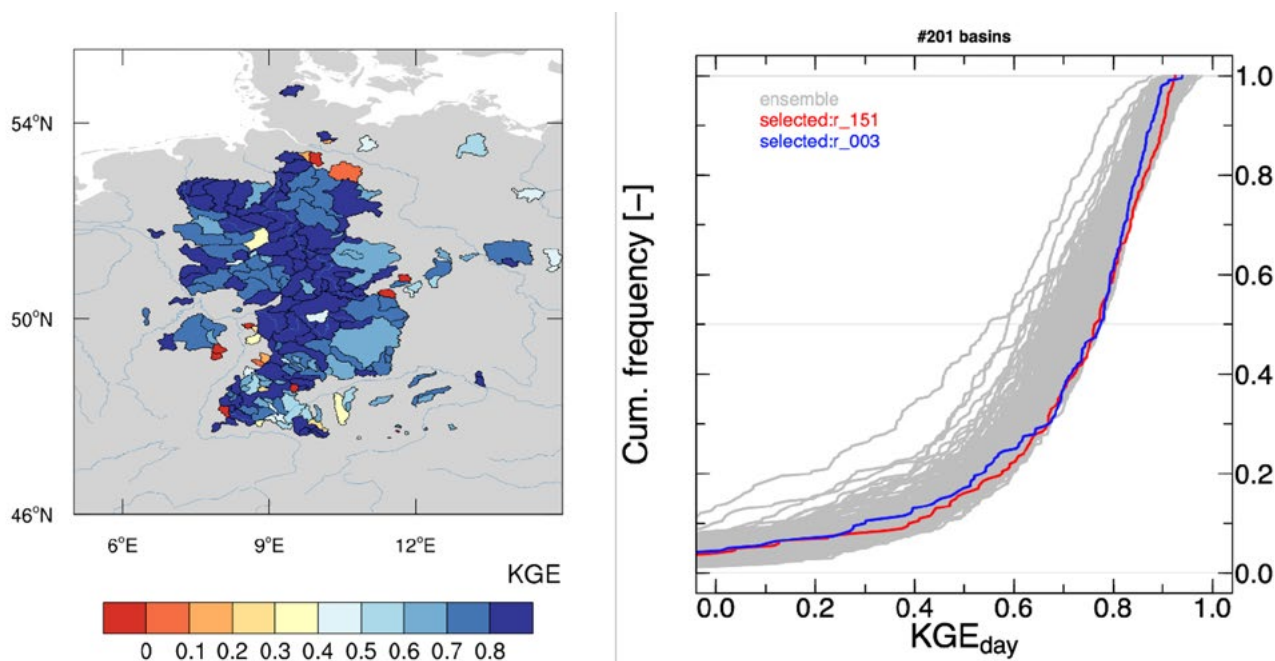 54°N
50°N
46°N
6°E 9°E 12°E
KGE
0 0.1 0.2 0.3 0.4 0.5 0.6 0.7 0.8
#201 basins
ensemble
selected:r_151
selected:r_003
Cum. frequency [–]
1.0
0.8
0.6
0.4
0.2
0.0
0.0 0.2 0.4 0.6 0.8 1.0
KGEday